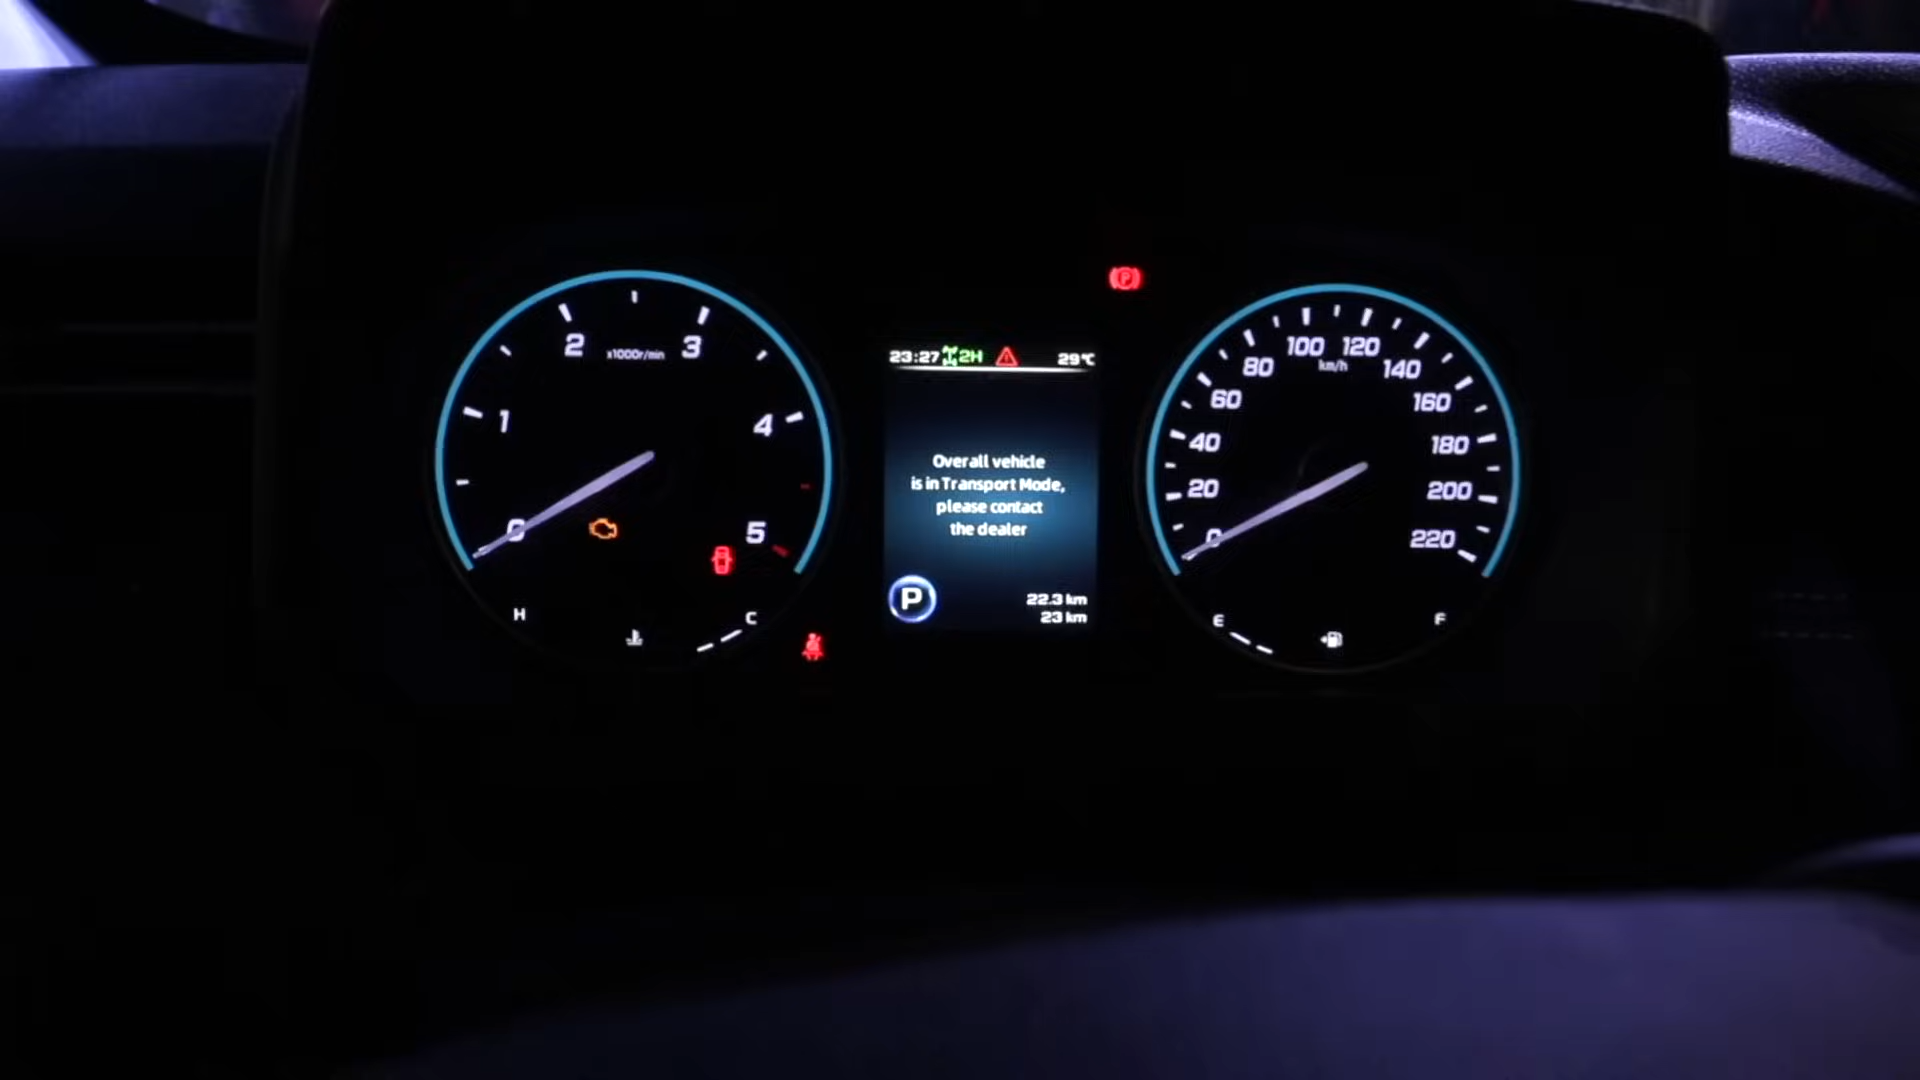 23:27 2H 29°C
Overall vehicle
is in Transport Mode,
please contact
the dealer
P
22.3 km
23 km
0
1
2
3
4
5
x1000r/min
H
C
P
0
20
40
60
80
100
120
140
160
180
200
220
km/h
E
F